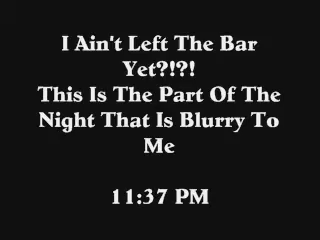 I Ain't Left The Bar
Yet?!?!
This Is The Part Of The
Night That Is Blurry To
Me
11:37 PM